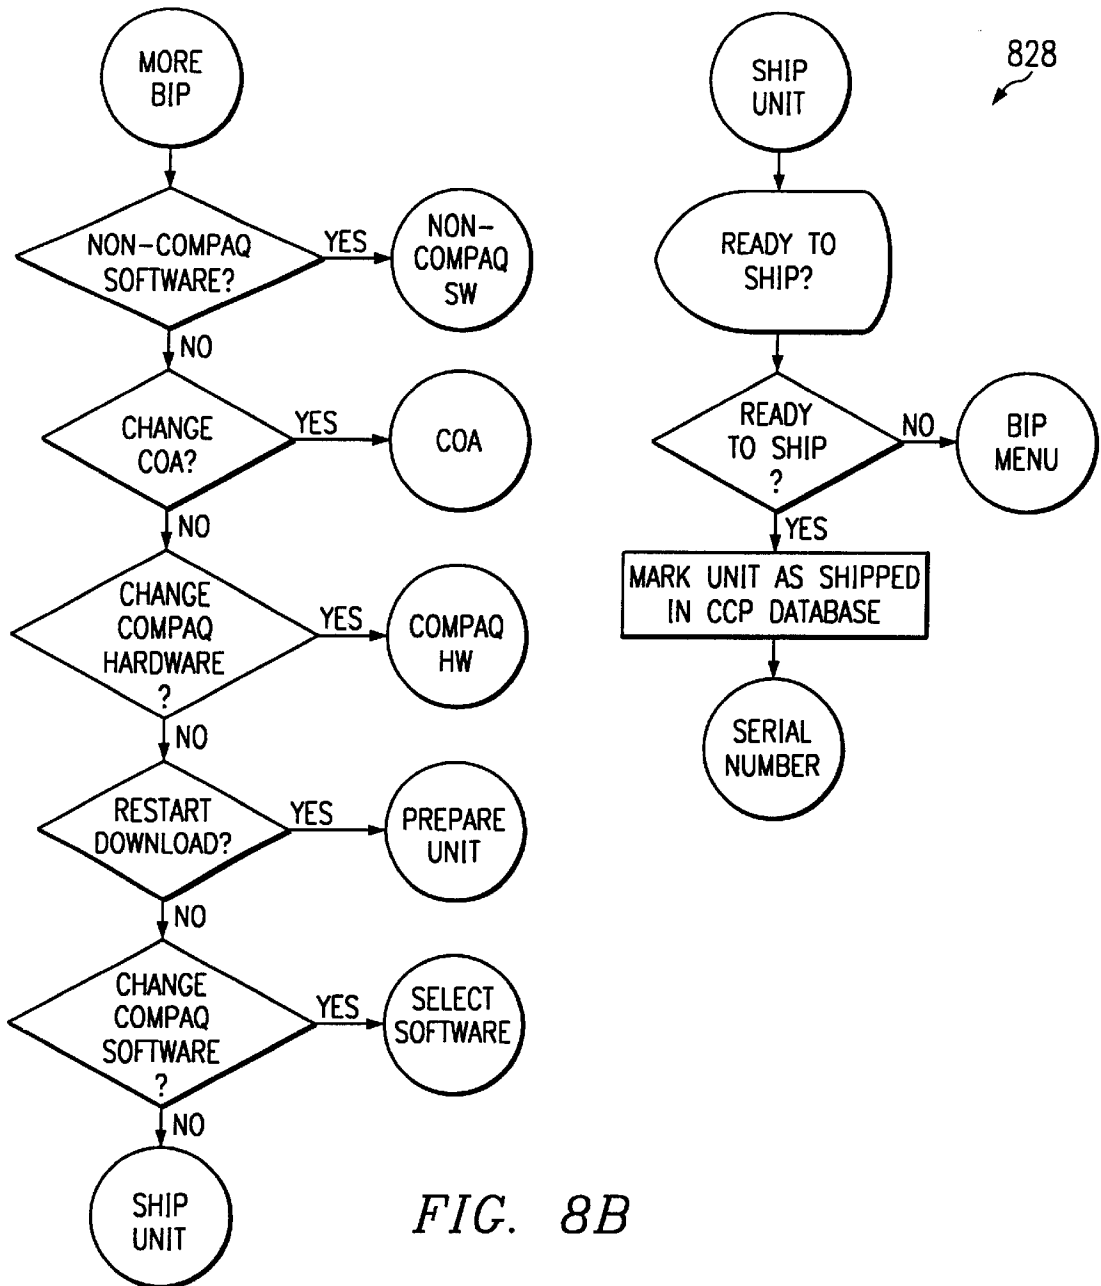 MORE
BIP
NON-COMPAQ
SOFTWARE?
YES
NON-
COMPAQ
SW
NO
CHANGE
COA?
YES
COA
NO
CHANGE
COMPAQ
HARDWARE
?
YES
COMPAQ
HW
NO
RESTART
DOWNLOAD?
YES
PREPARE
UNIT
NO
CHANGE
COMPAQ
SOFTWARE
?
YES
SELECT
SOFTWARE
NO
SHIP
UNIT
828
SHIP
UNIT
READY TO
SHIP?
READY
TO SHIP
?
NO
BIP
MENU
YES
MARK UNIT AS SHIPPED
IN CCP DATABASE
SERIAL
NUMBER
FIG. 8B